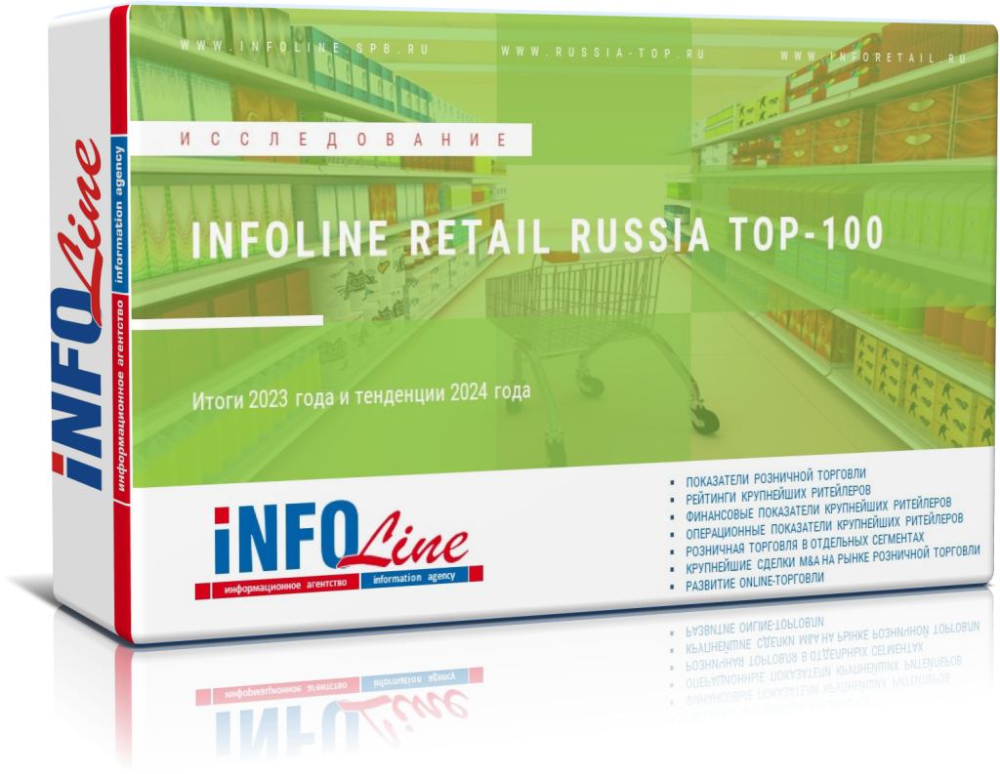 WWW.INFOLINE.SPB.RU
WWW.RUSSIA-TOP.RU
WWW.INFORETAIL.RU
ИССЛЕДОВАНИЕ
INFOLINE RETAIL RUSSIA TOP-100
Итоги 2023 года и тенденции 2024 года
iNFOLine
информационное агентство information agency
ПОКАЗАТЕЛИ РОЗНИЧНОЙ ТОРГОВЛИ
РЕЙТИНГИ КРУПНЕЙШИХ РИТЕЙЛЕРОВ
ФИНАНСОВЫЕ ПОКАЗАТЕЛИ КРУПНЕЙШИХ РИТЕЙЛЕРОВ
ОПЕРАЦИОННЫЕ ПОКАЗАТЕЛИ КРУПНЕЙШИХ РИТЕЙЛЕРОВ
РОЗНИЧНАЯ ТОРГОВЛЯ В ОТДЕЛЬНЫХ СЕГМЕНТАХ
КРУПНЕЙШИЕ СДЕЛКИ M&A НА РЫНКЕ РОЗНИЧНОЙ ТОРГОВЛИ
РАЗВИТИЕ ONLINE-ТОРГОВЛИ
iNFOLine
информационное агентство information agency